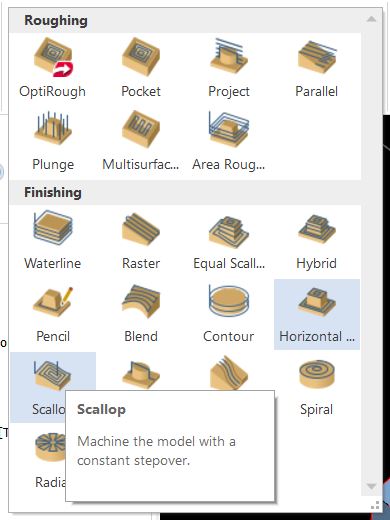 Roughing
OptiRough Pocket Project Parallel
Plunge Multisurfac... Area Roug...
Finishing
Waterline Raster Equal Scall... Hybrid
Pencil Blend Contour Horizontal ...
Scallo Spiral
Radia
Scallop
Machine the model with a
constant stepover.